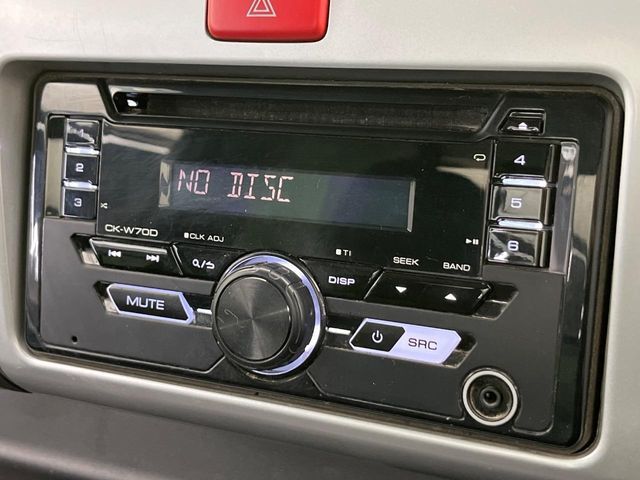 1
2
3
4
5
6
NO DISC
CK-W70D
CLK ADJ
TI
SEEK
BAND
DISP
MUTE
SRC